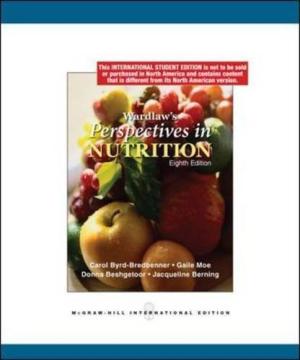 This INTERNATIONAL STUDENT EDITION is not to be sold
or purchased in North America and contains content
that is different from its North American version.
Wardlaw's
Perspectives in
NUTRITION
Eighth Edition
Carol Byrd-Bredbenner • Gaile Moe
Donna Beshgetoor • Jacqueline Berning
McGRAW-HILL INTERNATIONAL EDITION